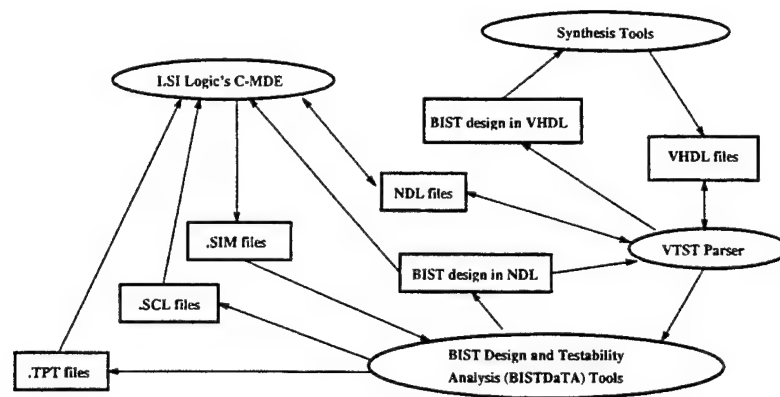 Synthesis Tools
LSI Logic's C-MDE
BIST design in VHDL
VHDL files
NDL files
.SIM files
VTST Parser
BIST design in NDL
.SCL files
BIST Design and Testability
Analysis (BISTDaTA) Tools
.TPT files